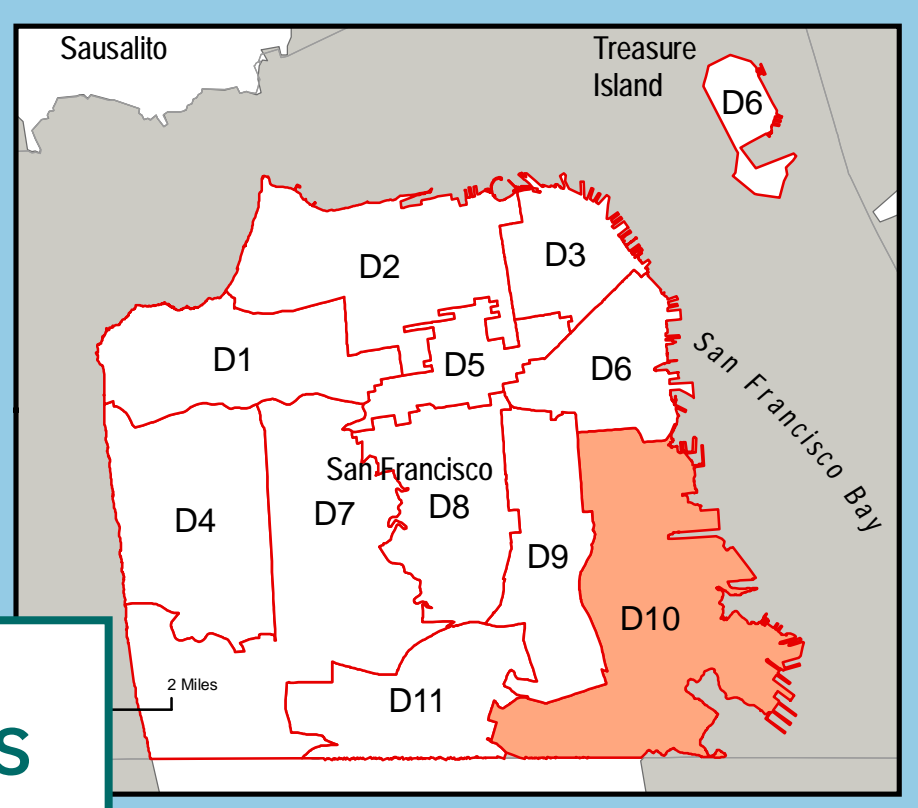 Sausalito
Treasure
Island
D6
D2
D3
D1
D5
D6
San Francisco Bay
San Francisco
D4
D7
D8
D9
D10
2 Miles
D11
s